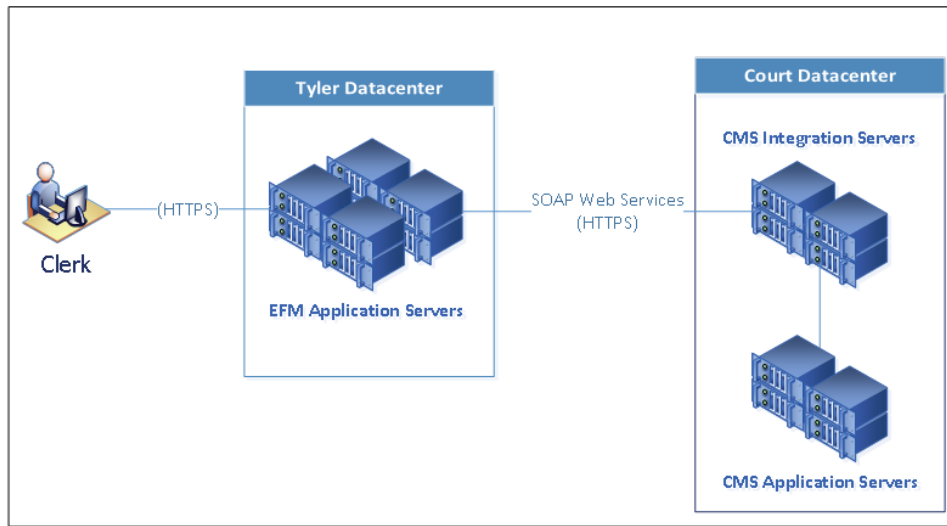 Tyler Datacenter
Court Datacenter
CMS Integration Servers
(HTTPS)
SOAP Web Services
(HTTPS)
Clerk
EFM Application Servers
CMS Application Servers